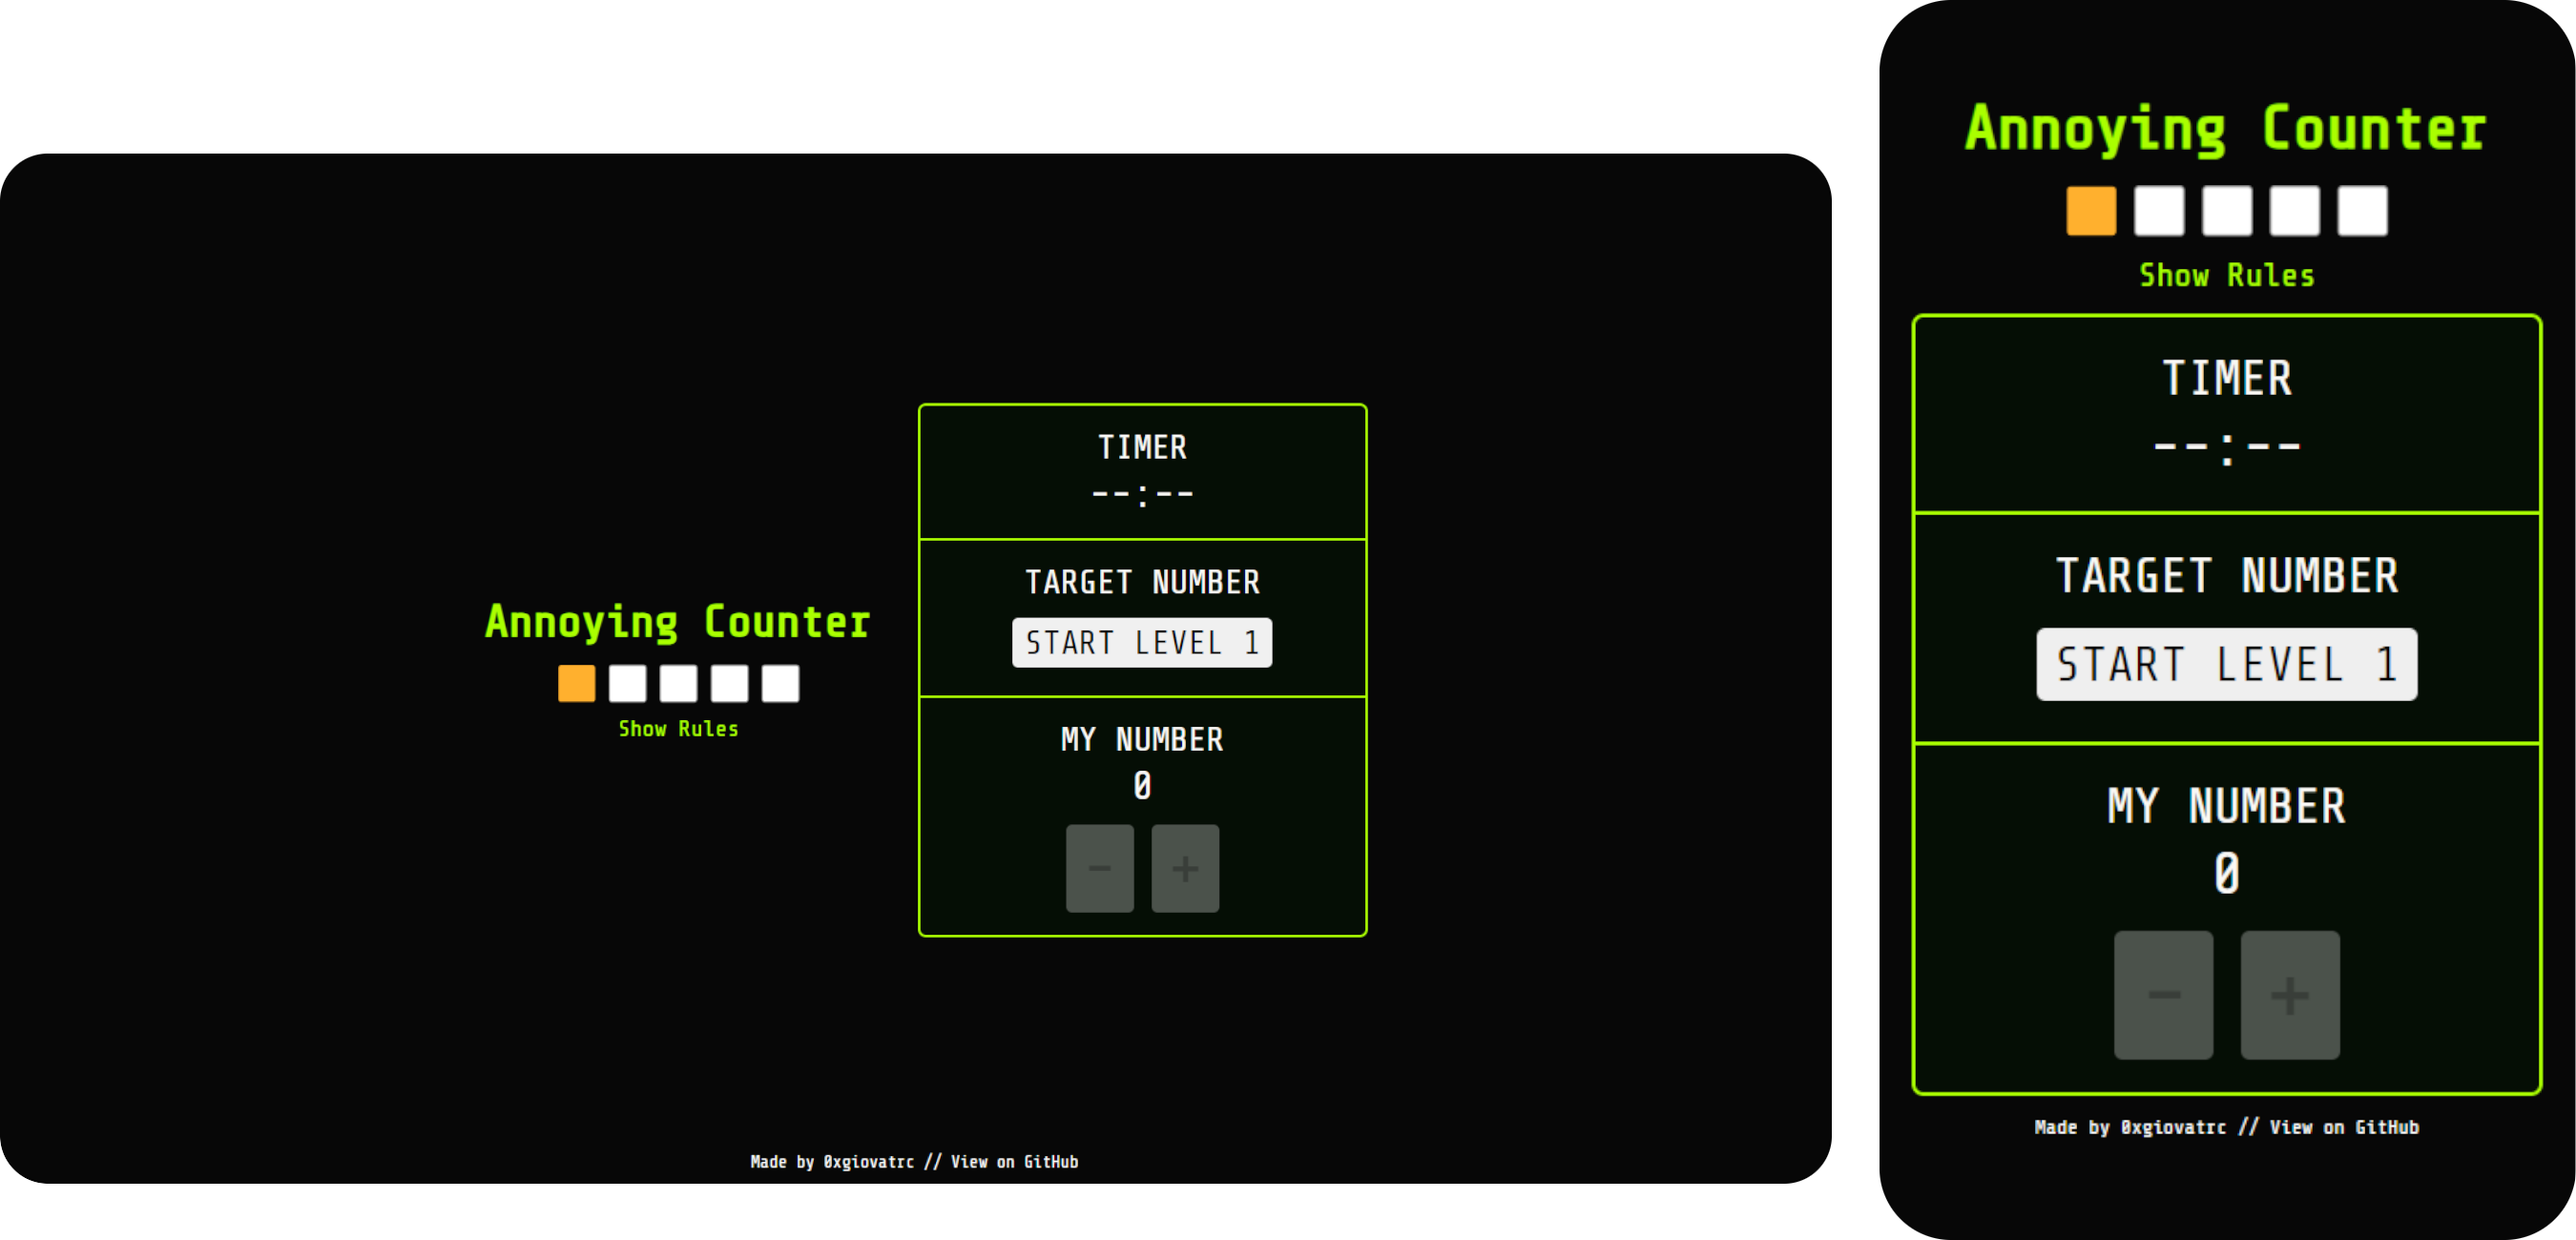 Annoying Counter
Show Rules
TIMER
--:--
TARGET NUMBER
START LEVEL 1
MY NUMBER
0
- +
Made by 0xgiovatrc // View on GitHub
Annoying Counter
Show Rules
TIMER
--:--
TARGET NUMBER
START LEVEL 1
MY NUMBER
0
- +
Made by 0xgiovatrc // View on GitHub